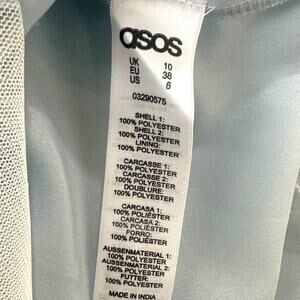 asos
UK 10
EU 38
US 6
03290575
SHELL 1:
100% POLYESTER
SHELL 2:
100% POLYESTER
LINING:
100% POLYESTER
CARCASSE 1:
100% POLYESTER
CARCASSE 2:
100% POLYESTER
DOUBLURE:
100% POLYESTER
CARCASA 1:
100% POLIÉSTER
CARCASA 2:
100% POLIÉSTER
FORRO:
100% POLIÉSTER
AUSSENMATERIAL 1:
100% POLYESTER
AUSSENMATERIAL 2:
100% POLYESTER
FUTTER:
100% POLYESTER
MADE IN INDIA